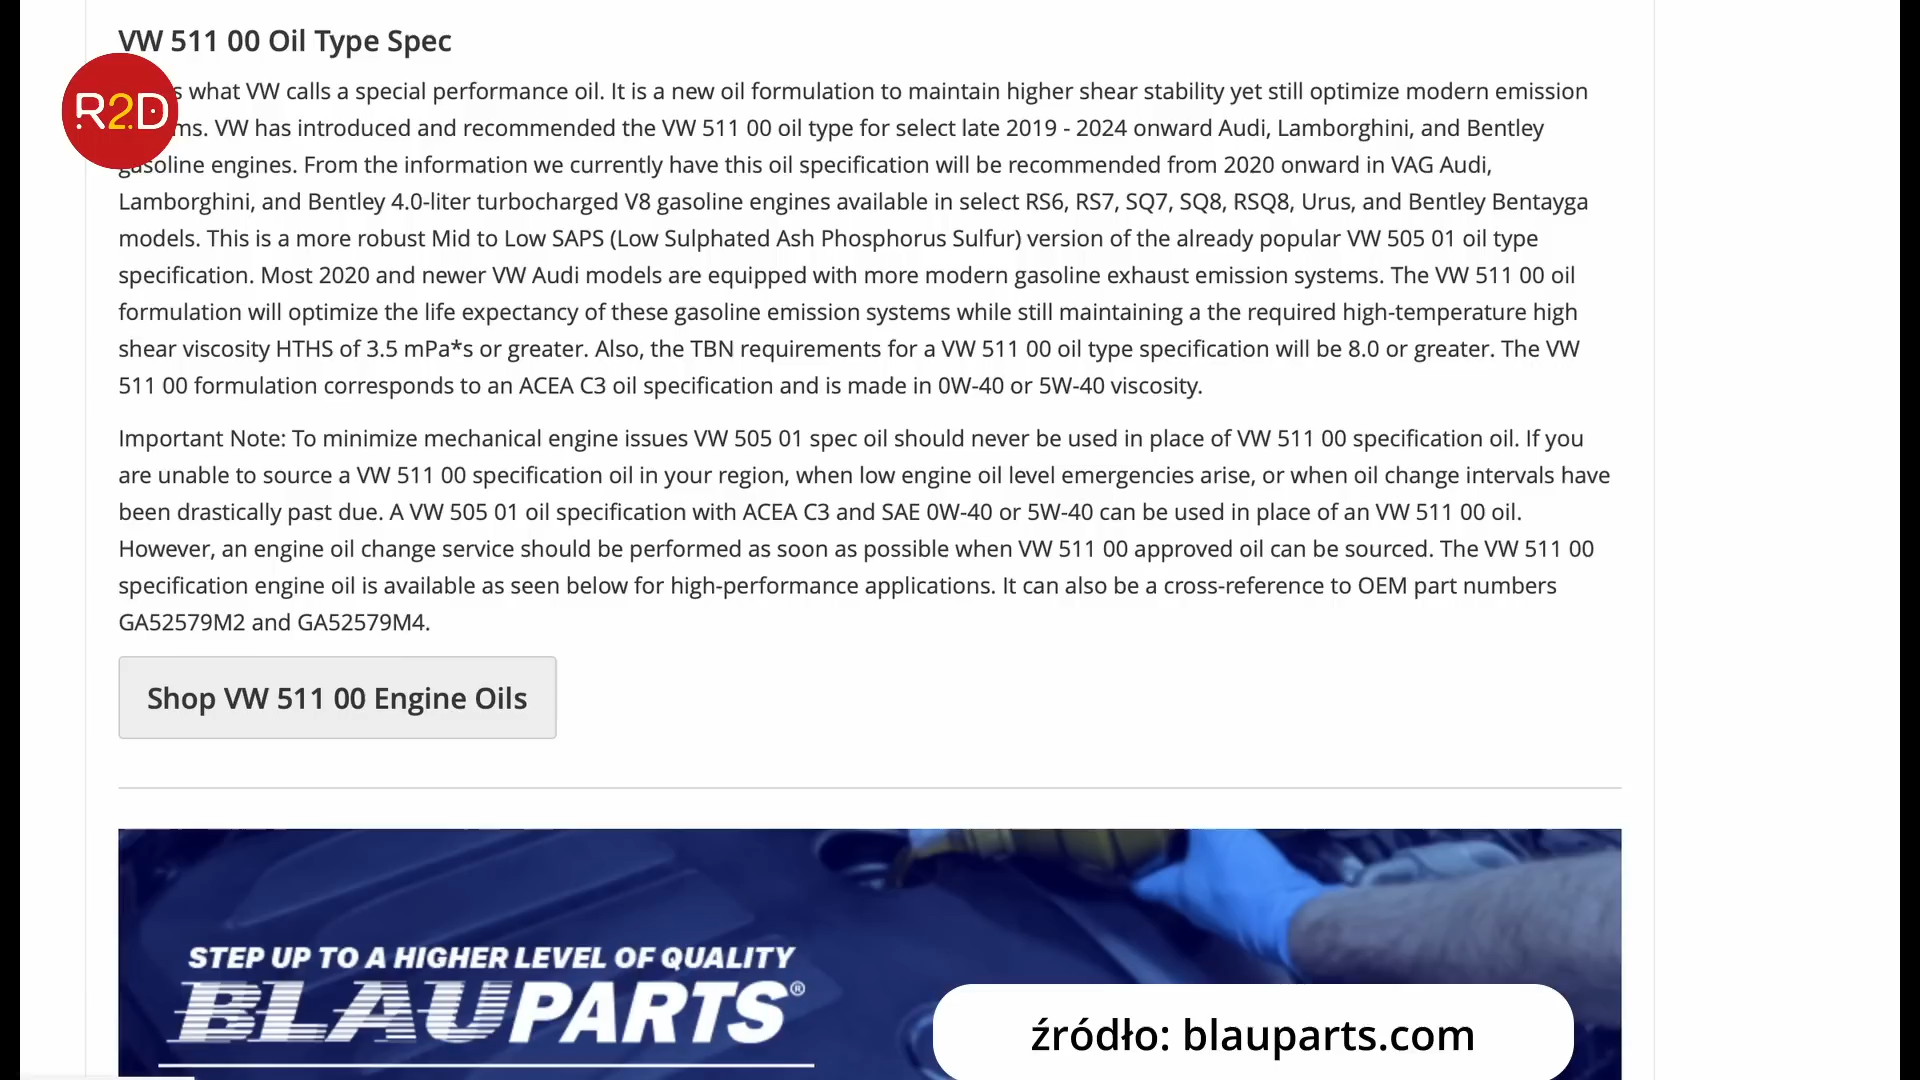 VW 511 00 Oil Type Spec
R2D
s what VW calls a special performance oil. It is a new oil formulation to maintain higher shear stability yet still optimize modern emission
ms. VW has introduced and recommended the VW 511 00 oil type for select late 2019 - 2024 onward Audi, Lamborghini, and Bentley
gasoline engines. From the information we currently have this oil specification will be recommended from 2020 onward in VAG Audi,
Lamborghini, and Bentley 4.0-liter turbocharged V8 gasoline engines available in select RS6, RS7, SQ7, SQ8, RSQ8, Urus, and Bentley Bentayga
models. This is a more robust Mid to Low SAPS (Low Sulphated Ash Phosphorus Sulfur) version of the already popular VW 505 01 oil type
specification. Most 2020 and newer VW Audi models are equipped with more modern gasoline exhaust emission systems. The VW 511 00 oil
formulation will optimize the life expectancy of these gasoline emission systems while still maintaining a the required high-temperature high
shear viscosity HTHS of 3.5 mPa*s or greater. Also, the TBN requirements for a VW 511 00 oil type specification will be 8.0 or greater. The VW
511 00 formulation corresponds to an ACEA C3 oil specification and is made in 0W-40 or 5W-40 viscosity.
Important Note: To minimize mechanical engine issues VW 505 01 spec oil should never be used in place of VW 511 00 specification oil. If you
are unable to source a VW 511 00 specification oil in your region, when low engine oil level emergencies arise, or when oil change intervals have
been drastically past due. A VW 505 01 oil specification with ACEA C3 and SAE 0W-40 or 5W-40 can be used in place of an VW 511 00 oil.
However, an engine oil change service should be performed as soon as possible when VW 511 00 approved oil can be sourced. The VW 511 00
specification engine oil is available as seen below for high-performance applications. It can also be a cross-reference to OEM part numbers
GA52579M2 and GA52579M4.
Shop VW 511 00 Engine Oils
STEP UP TO A HIGHER LEVEL OF QUALITY
BLAUPARTS®
źródło: blauparts.com